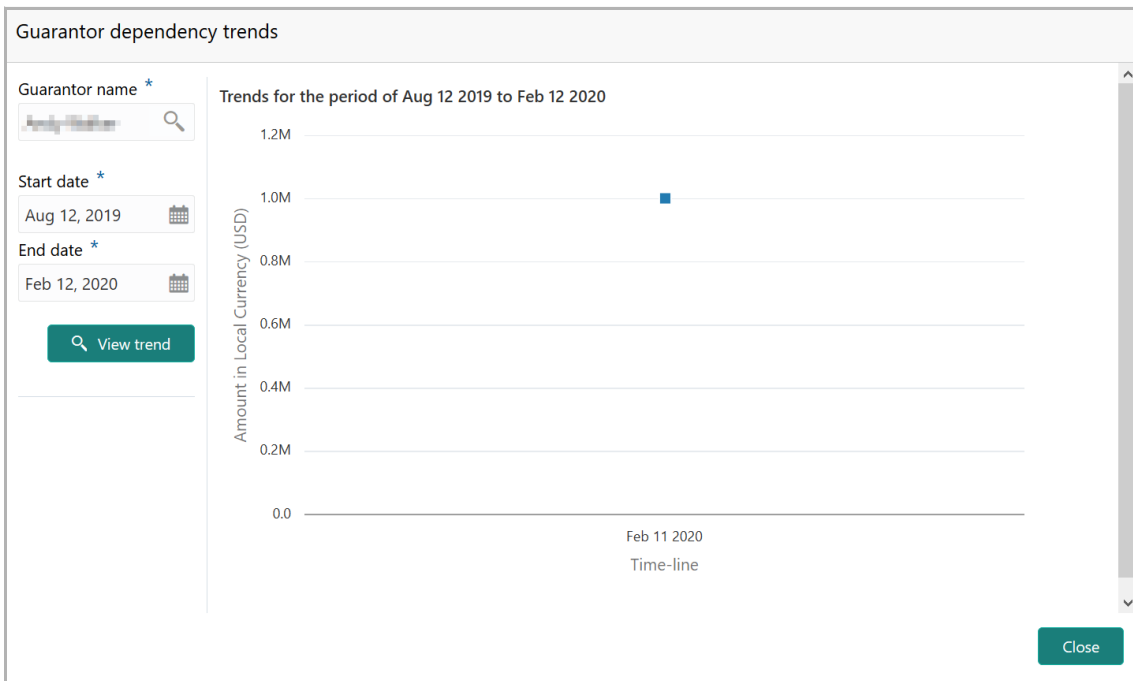 Guarantor dependency trends
Guarantor name *
Start date *
Aug 12, 2019
End date *
Feb 12, 2020
View trend
Trends for the period of Aug 12 2019 to Feb 12 2020
Amount in Local Currency (USD)
1.2M
1.0M
0.8M
0.6M
0.4M
0.2M
0.0
Feb 11 2020
Time-line
Close